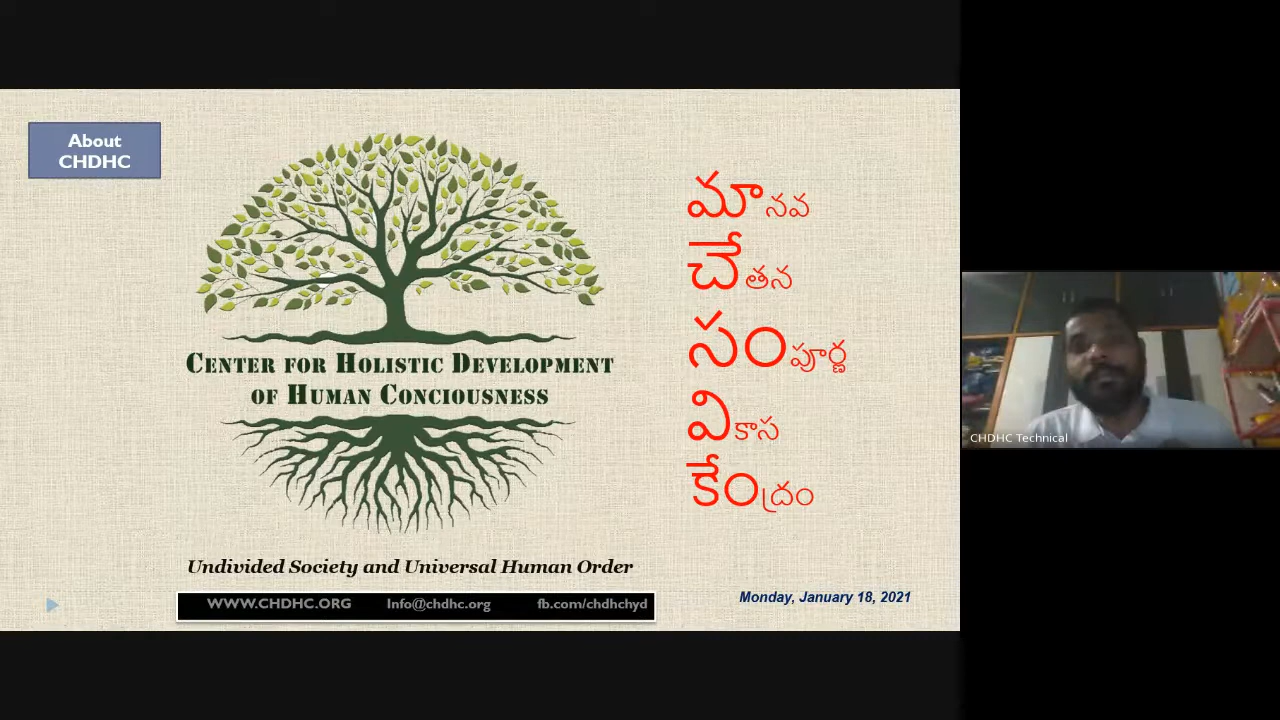 About
CHDHC
CENTER FOR HOLISTIC DEVELOPMENT
OF HUMAN CONCIOUSNESS
Undivided Society and Universal Human Order
WWW.CHDHC.ORG Info@chdhc.org fb.com/chdhchyd
మానవ
చేతన
సంపూర్ణ
వికాస
కేంద్రం
Monday, January 18, 2021
CHDHC Technical